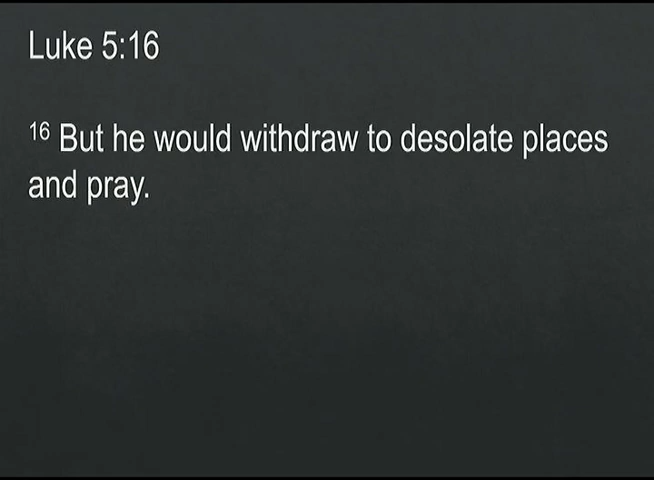 Luke 5:16
16 But he would withdraw to desolate places
and pray.